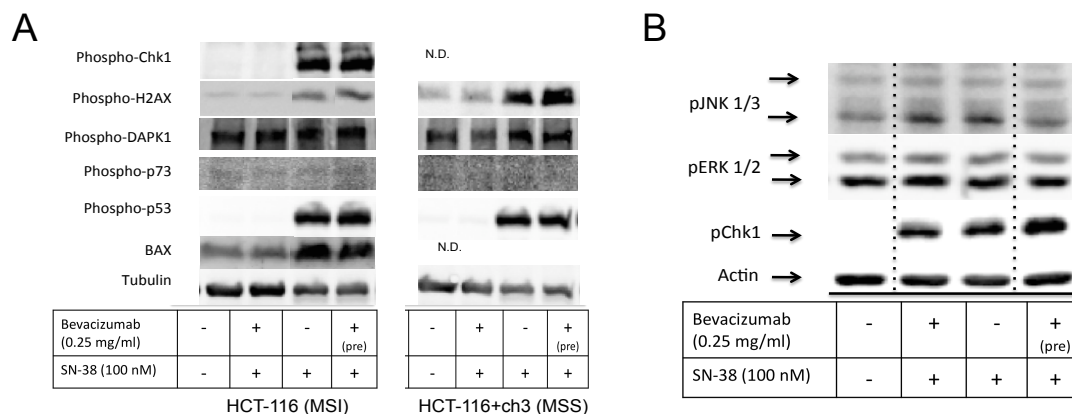 A
Phospho-Chk1
N.D.
Phospho-H2AX
Phospho-DAPK1
Phospho-p73
Phospho-p53
BAX
N.D.
Tubulin
Bevacizumab
(0.25 mg/ml)
- + - +
(pre)
- + - +
(pre)
SN-38 (100 nM)
- + + +
- + + +
HCT-116 (MSI)
HCT-116+ch3 (MSS)
B
pJNK 1/3
pERK 1/2
pChk1
Actin
Bevacizumab
(0.25 mg/ml)
- + - +
(pre)
SN-38 (100 nM)
- + + +